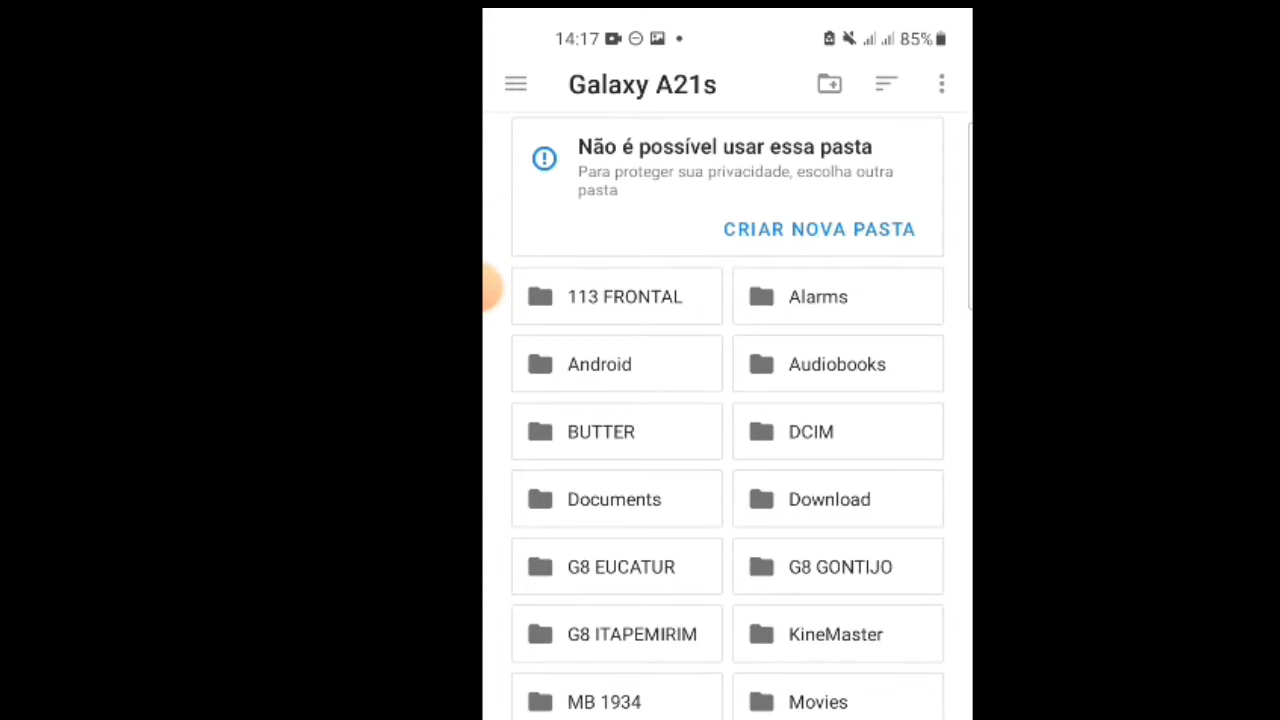 14:17
85%
Galaxy A21s
Não é possível usar essa pasta
Para proteger sua privacidade, escolha outra
pasta
CRIAR NOVA PASTA
113 FRONTAL
Alarms
Android
Audiobooks
BUTTER
DCIM
Documents
Download
G8 EUCATUR
G8 GONTIJO
G8 ITAPEMIRIM
KineMaster
MB 1934
Movies